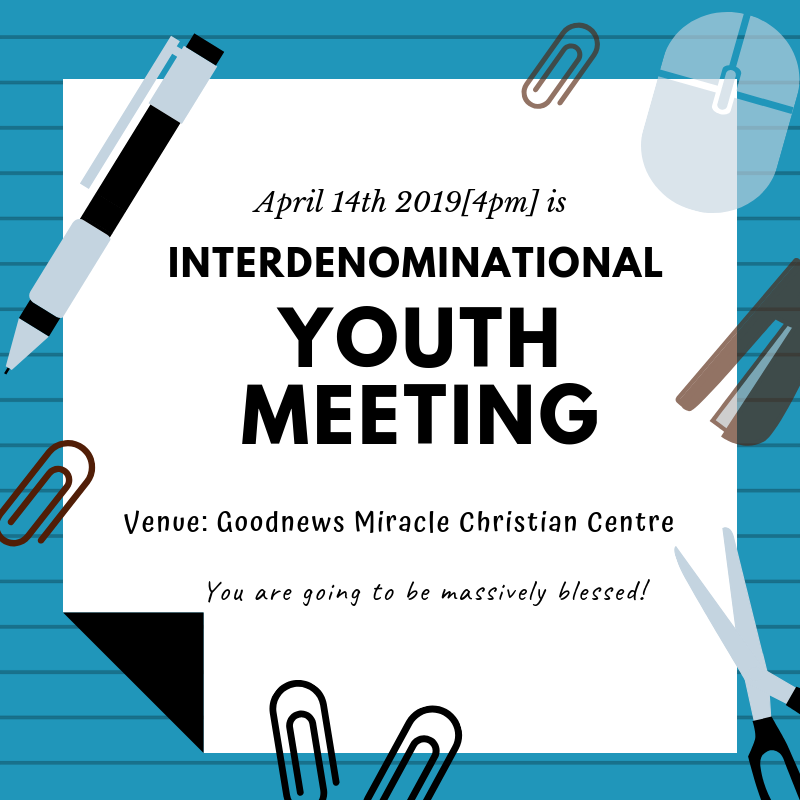 April 14th 2019[4pm] is
INTERDENOMINATIONAL
YOUTH
MEETING
Venue: Goodnews Miracle Christian Centre
You are going to be massively blessed!